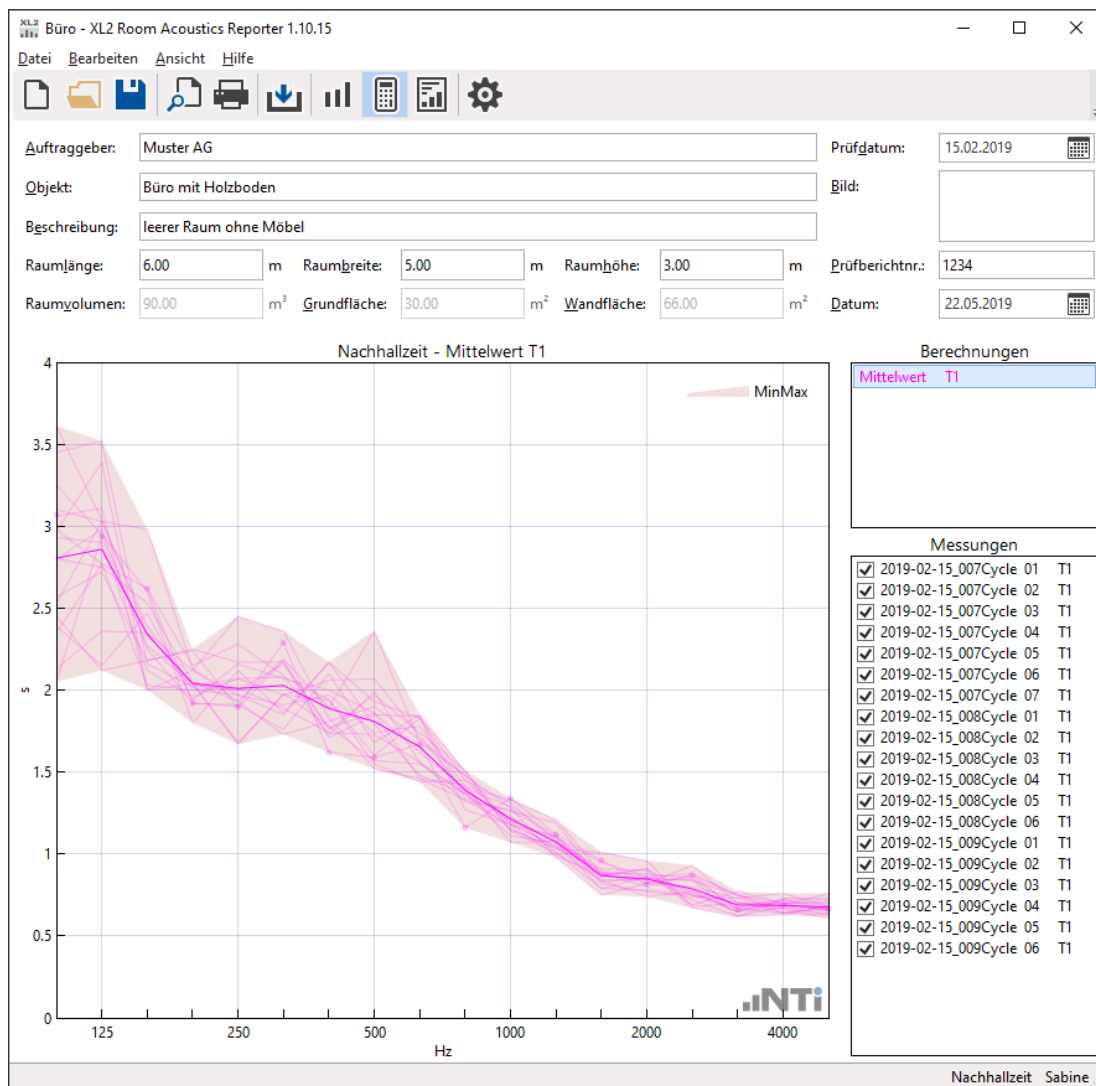 XL2 Büro - XL2 Room Acoustics Reporter 1.10.15
Datei Bearbeiten Ansicht Hilfe
Auftraggeber: Muster AG Prüfdatum: 15.02.2019
Objekt: Büro mit Holzboden Bild:
Beschreibung: leerer Raum ohne Möbel
Raumlänge: 6.00 m Raumbreite: 5.00 m Raumhöhe: 3.00 m Prüfberichtnr.: 1234
Raumvolumen: 90.00 m³ Grundfläche: 30.00 m² Wandfläche: 66.00 m² Datum: 22.05.2019
Nachhallzeit - Mittelwert T1
MinMax
4
3.5
3
2.5
2
1.5
1
0.5
0
s
125 250 500 1000 2000 4000
Hz
NTi
Berechnungen
Mittelwert T1
Messungen
2019-02-15_007Cycle 01 T1
2019-02-15_007Cycle 02 T1
2019-02-15_007Cycle 03 T1
2019-02-15_007Cycle 04 T1
2019-02-15_007Cycle 05 T1
2019-02-15_007Cycle 06 T1
2019-02-15_007Cycle 07 T1
2019-02-15_008Cycle 01 T1
2019-02-15_008Cycle 02 T1
2019-02-15_008Cycle 03 T1
2019-02-15_008Cycle 04 T1
2019-02-15_008Cycle 05 T1
2019-02-15_008Cycle 06 T1
2019-02-15_009Cycle 01 T1
2019-02-15_009Cycle 02 T1
2019-02-15_009Cycle 03 T1
2019-02-15_009Cycle 04 T1
2019-02-15_009Cycle 05 T1
2019-02-15_009Cycle 06 T1
Nachhallzeit Sabine